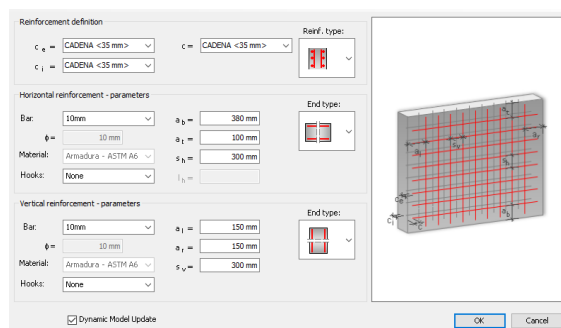 Reinforcement definition
Reinf. type:
c e = CADENA <35 mm> c = CADENA <35 mm>
c i = CADENA <35 mm>
Horizontal reinforcement - parameters
End type:
Bar: 10mm a b = 380 mm
ϕ = 10 mm a t = 100 mm
Material: Armadura - ASTM A6 s h = 300 mm
Hooks: None l h =
Vertical reinforcement - parameters
End type:
Bar: 10mm a l = 150 mm
ϕ = 10 mm a r = 150 mm
Material: Armadura - ASTM A6 s v = 300 mm
Hooks: None
Dynamic Model Update
a t
a r
a l
s v
s h
c e
c i
c
a b
OK Cancel